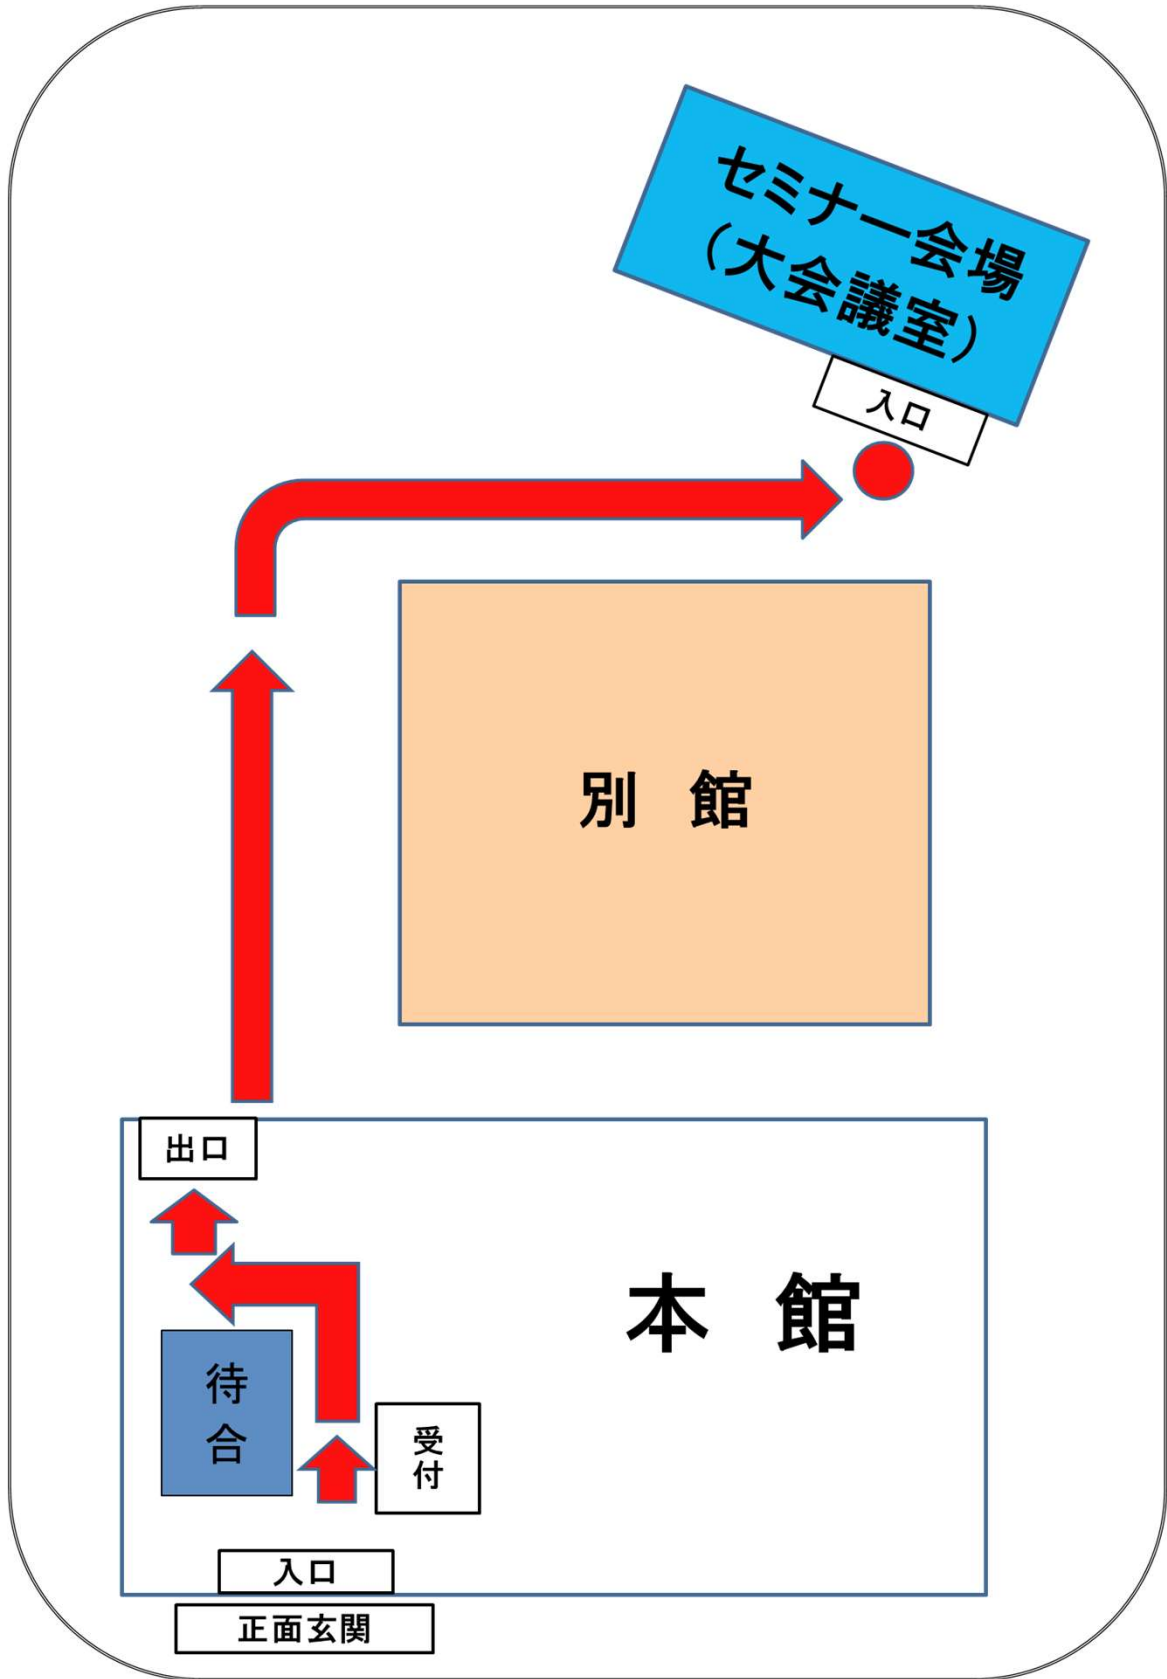 セミナー会場
（大会議室）
入口
別 館
出口
本 館
待
合
受
付
入口
正面玄関